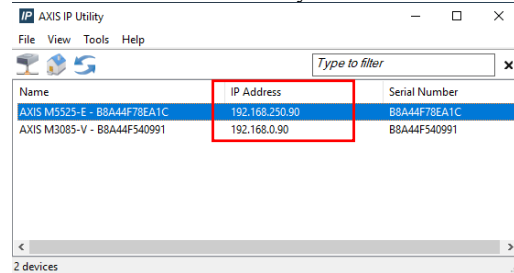 IP AXIS IP Utility
File View Tools Help
Type to filter
Name IP Address Serial Number
AXIS M5525-E - B8A44F78EA1C 192.168.250.90 B8A44F78EA1C
AXIS M3085-V - B8A44F540991 192.168.0.90 B8A44F540991
2 devices